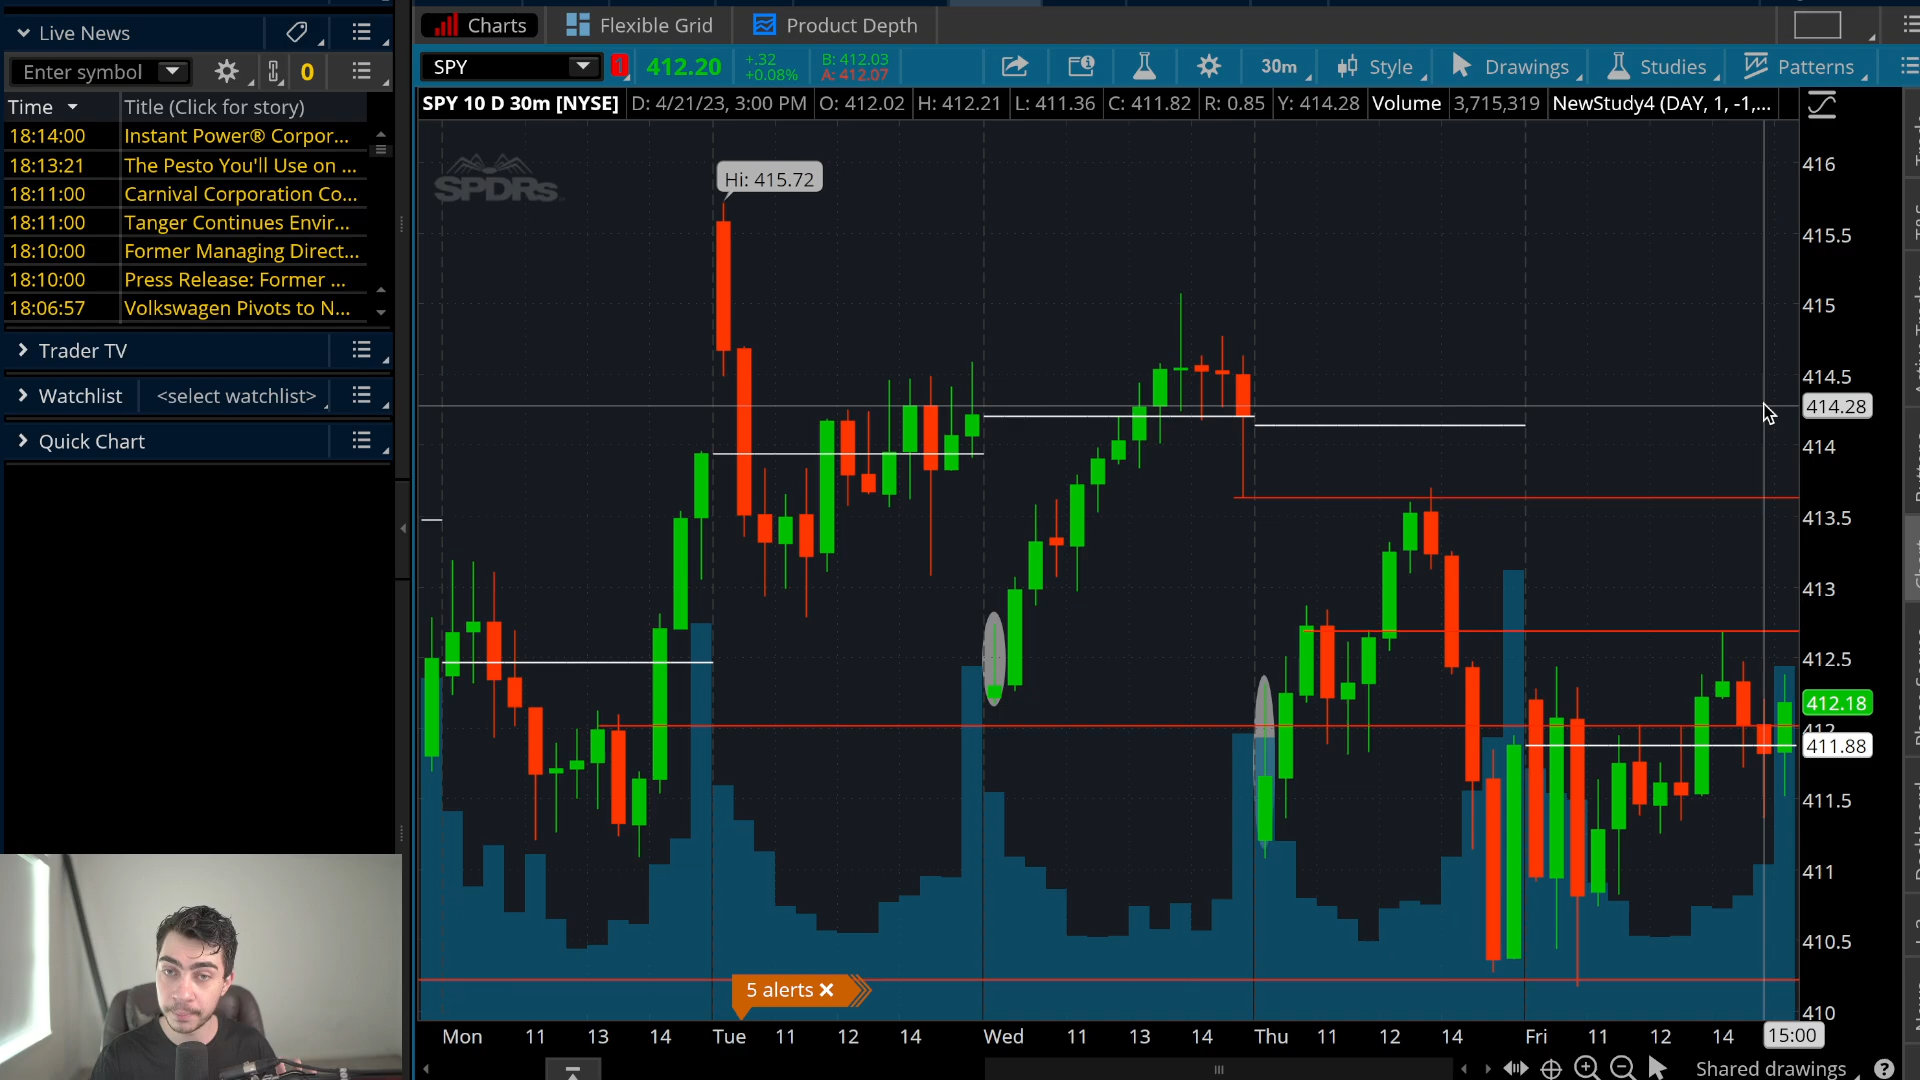 Live News
Enter symbol
0
Time
Title (Click for story)
18:14:00 Instant Power® Corpor...
18:13:21 The Pesto You'll Use on ...
18:11:00 Carnival Corporation Co...
18:11:00 Tanger Continues Envir...
18:10:00 Former Managing Direct...
18:10:00 Press Release: Former ...
18:06:57 Volkswagen Pivots to N...
Trader TV
Watchlist
<select watchlist>
Quick Chart
Charts
Flexible Grid
Product Depth
SPY
1
412.20
+.32
+0.08%
B: 412.03
A: 412.07
30m
Style
Drawings
Studies
Patterns
SPY 10 D 30m [NYSE]
D: 4/21/23, 3:00 PM
O: 412.02
H: 412.21
L: 411.36
C: 411.82
R: 0.85
Y: 414.28
Volume
3,715,319
NewStudy4 (DAY, 1, -1,...
SPDRs
Hi: 415.72
416
415.5
415
414.5
414.28
414
413.5
413
412.5
412.18
412
411.88
411.5
411
410.5
410
5 alerts
Mon 11 13 14 Tue 11 12 14 Wed 11 13 14 Thu 11 12 14 Fri 11 12 14 15:00
Shared drawings